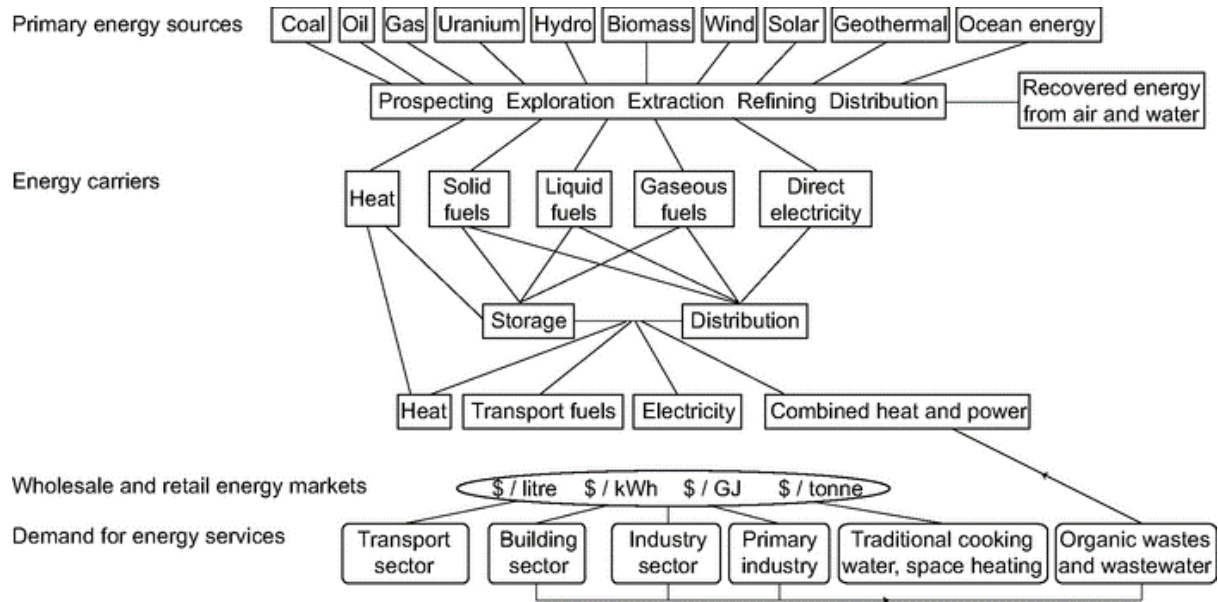 Primary energy sources Coal Oil Gas Uranium Hydro Biomass Wind Solar Geothermal Ocean energy
Prospecting Exploration Extraction Refining Distribution
Recovered energy
from air and water
Energy carriers
Heat
Solid
fuels
Liquid
fuels
Gaseous
fuels
Direct
electricity
Storage
Distribution
Heat
Transport fuels
Electricity
Combined heat and power
Wholesale and retail energy markets
$ / litre $ / kWh $ / GJ $ / tonne
Demand for energy services
Transport
sector
Building
sector
Industry
sector
Primary
industry
Traditional cooking
water, space heating
Organic wastes
and wastewater